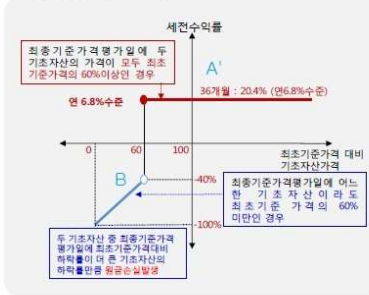 세전수익률
최종기준가격평가일에 두
기초자산의 가격이 모두 최초
기준가격의 60%이상인 경우
A'
36개월 : 20.4% (연6.8%수준)
연 6.8%수준
0
60
100
최초기준가격 대비
기초자산가격
B
-40%
최종기준가격평가일에 어느
한 기초자산이라도
최초기준 가격의 60%
미만인 경우
-100%
두 기초자산 중 최종기준가격
평가일에 최초기준가격대비
하락률이 더 큰 기초자산의
하락률만큼 원금손실발생